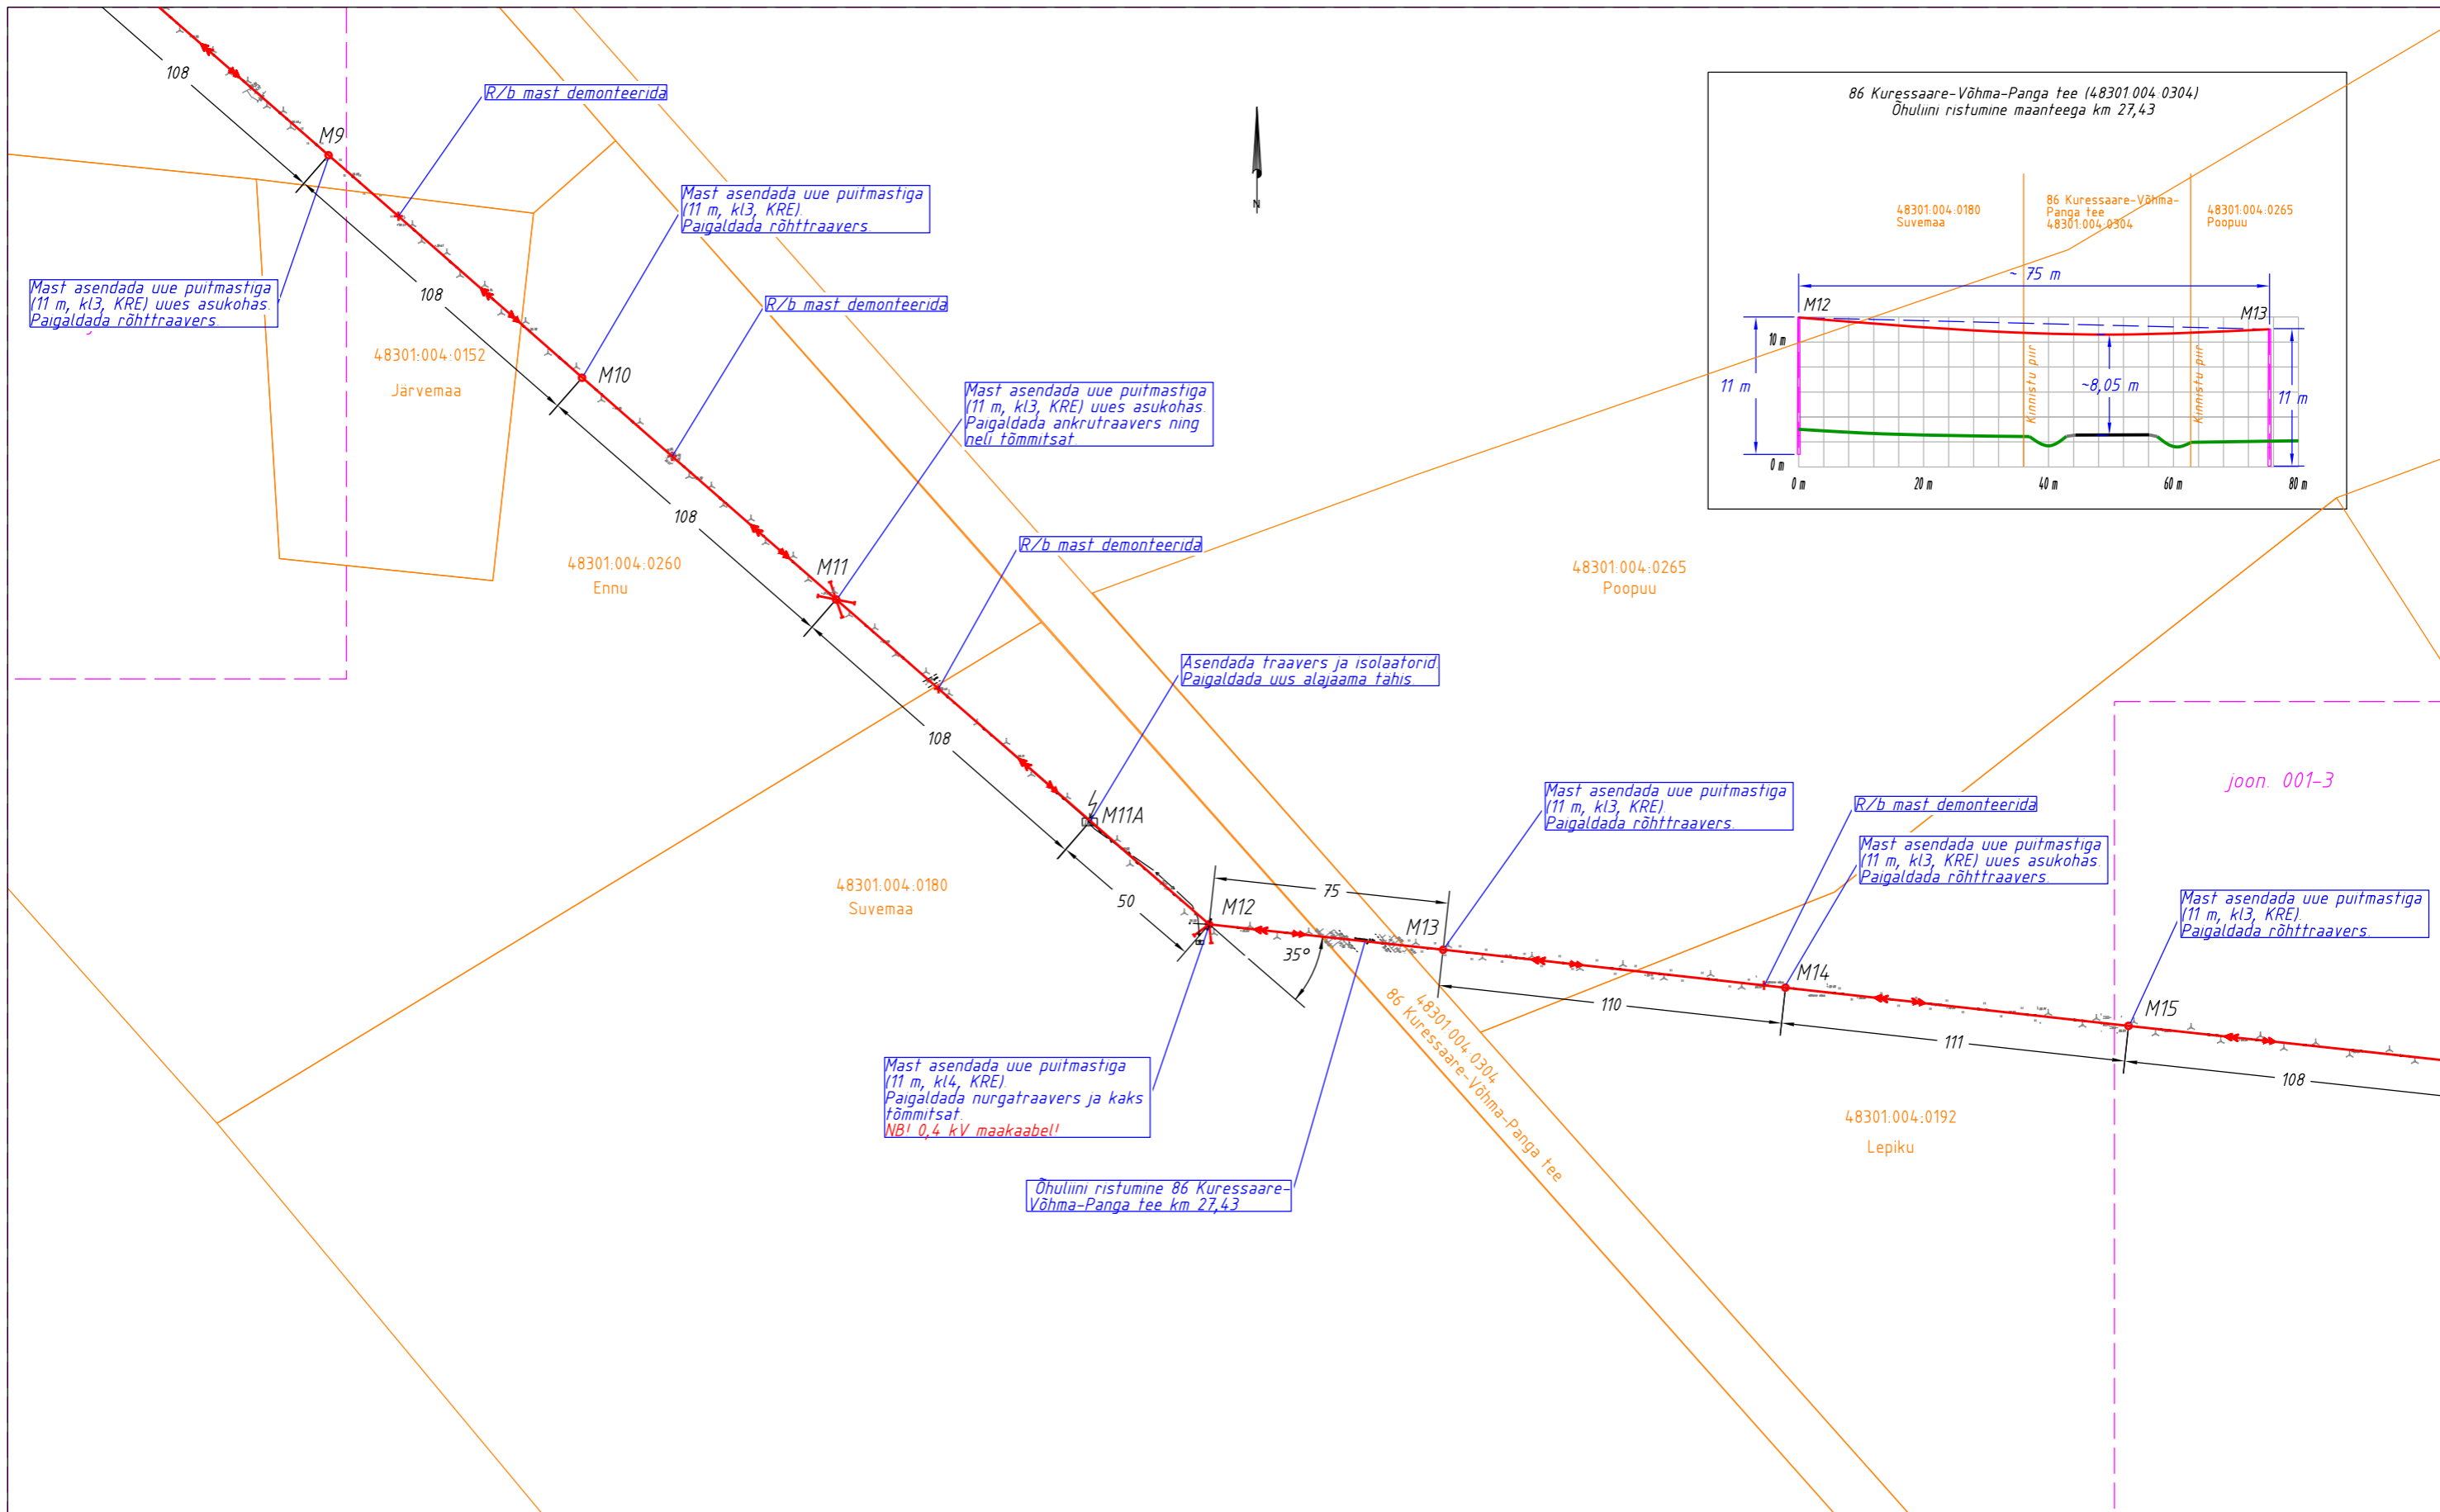 108
M9
R/b mast demonteerida
Mast asendada uue puitmastiga
(11 m, kl3, KRE) uues asukohas.
Paigaldada rõhttraavers.
108
48301:004:0152
Järvemaa
Mast asendada uue puitmastiga
(11 m, kl3, KRE).
Paigaldada rõhttraavers.
M10
R/b mast demonteerida
108
48301:004:0260
Ennu
Mast asendada uue puitmastiga
(11 m, kl3, KRE) uues asukohas.
Paigaldada ankrutraavers ning
neli tõmmitsat.
M11
R/b mast demonteerida
108
Asendada traavers ja isolaatorid.
Paigaldada uus alajaama tähis.
M11A
50
48301:004:0180
Suvemaa
N
86 Kuressaare-Võhma-Panga tee (48301:004:0304)
Õhuliini ristumine maanteega km 27,43
48301:004:0180
Suvemaa
86 Kuressaare-Võhma-
Panga tee
48301:004:0304
48301:004:0265
Poopuu
~ 75 m
M12
M13
10 m
11 m
Kinnistu piir
~8,05 m
Kinnistu piir
11 m
0 m
0 m
20 m
40 m
60 m
80 m
48301:004:0265
Poopuu
M12
75
35°
M13
Mast asendada uue puitmastiga
(11 m, kl3, KRE).
Paigaldada rõhttraavers.
R/b mast demonteerida
Mast asendada uue puitmastiga
(11 m, kl3, KRE) uues asukohas.
Paigaldada rõhttraavers.
joon. 001-3
Mast asendada uue puitmastiga
(11 m, kl3, KRE).
Paigaldada rõhttraavers.
M14
M15
110
111
108
48301:004:0304
86 Kuressaare-Võhma-Panga tee
Mast asendada uue puitmastiga
(11 m, kl4, KRE).
Paigaldada nurgatraavers ja kaks
tõmmitsat.
NB! 0,4 kV maakaabel!
Õhuliini ristumine 86 Kuressaare-
Võhma-Panga tee km 27,43
48301:004:0192
Lepiku